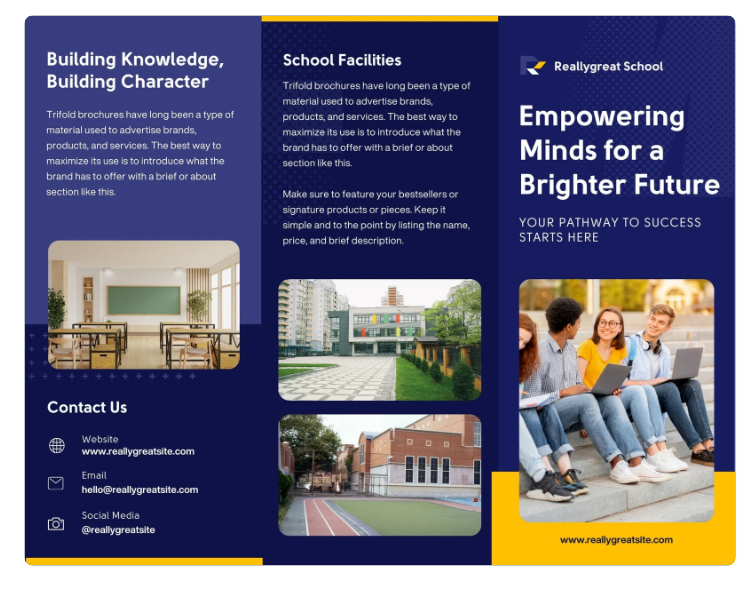 Building Knowledge,
Building Character
Trifold brochures have long been a type of
material used to advertise brands,
products, and services. The best way to
maximize its use is to introduce what the
brand has to offer with a brief or about
section like this.
Contact Us
Website
www.reallygreatsite.com
Email
hello@reallygreatsite.com
Social Media
@reallygreatsite
School Facilities
Trifold brochures have long been a type of
material used to advertise brands,
products, and services. The best way to
maximize its use is to introduce what the
brand has to offer with a brief or about
section like this.
Make sure to feature your bestsellers or
signature products or pieces. Keep it
simple and to the point by listing the name,
price, and brief description.
Reallygreat School
Empowering
Minds for a
Brighter Future
YOUR PATHWAY TO SUCCESS
STARTS HERE
www.reallygreatsite.com